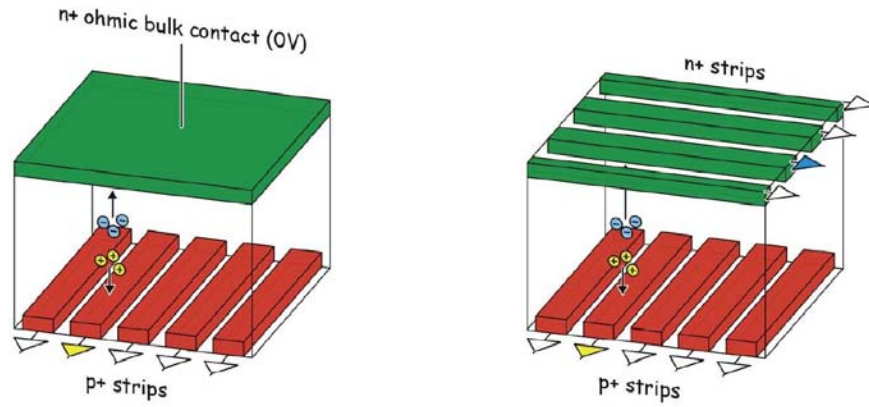 n+ ohmic bulk contact (0V)
n+ strips
p+ strips
p+ strips